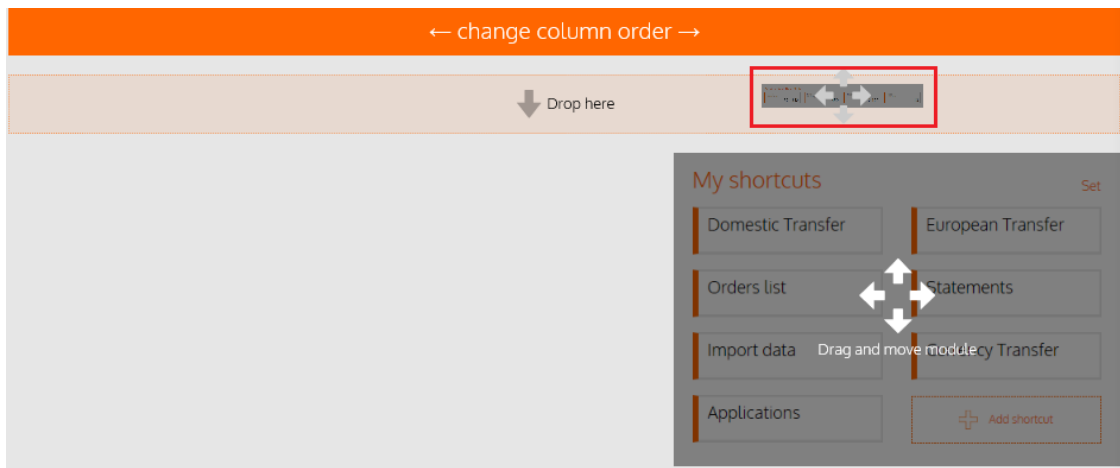 ← change column order →
Drop here
My shortcuts
Set
Domestic Transfer
European Transfer
Orders list
Statements
Drag and move module
Import data
Transfer
Applications
Add shortcut